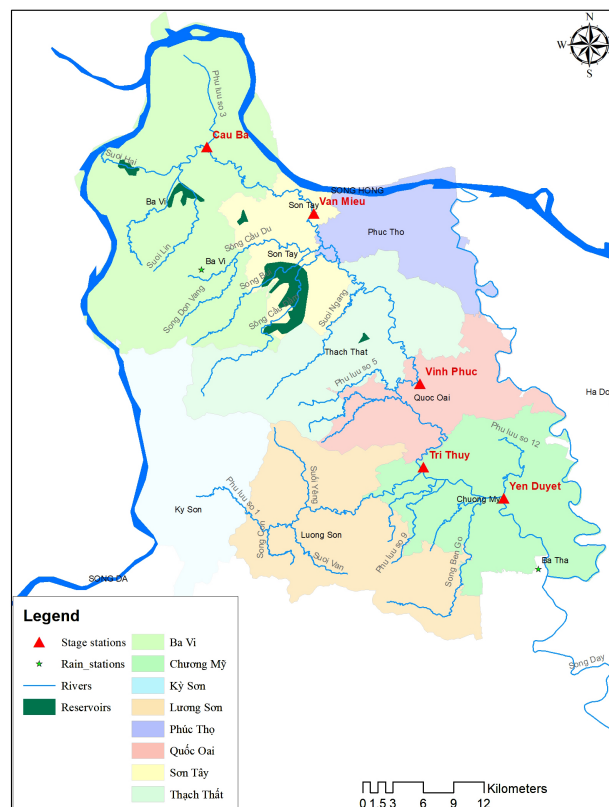 N
W
E
S
Phu luu so 3
Cau Ba
Suoi Hai
SONG HONG
Ba Vi
Son Tay
Van Mieu
Phuc Tho
Sông Cầu Du
Suoi Lin
Ba Vi
Son Tay
Song Don Vang
Song Bui
Sông Cầu
Suoi Ngang
Thach That
Phu luu so 5
Vinh Phuc
Quoc Oai
Ha Do
Phu luu so 12
Tri Thuy
Yen Duyet
Suoi Vang
Chuong My
Phu luu so 1
Ky Son
Song Con
Luong Son
Suoi Van
Phu luu so 9
Song Ben Go
Ba Tha
SONG DA
Song Day
Legend
Stage stations
Rain_stations
Rivers
Reservoirs
Ba Vi
Chương Mỹ
Kỳ Sơn
Lương Sơn
Phúc Thọ
Quốc Oai
Sơn Tây
Thạch Thất
Kilometers
0 1.5 3 6 9 12